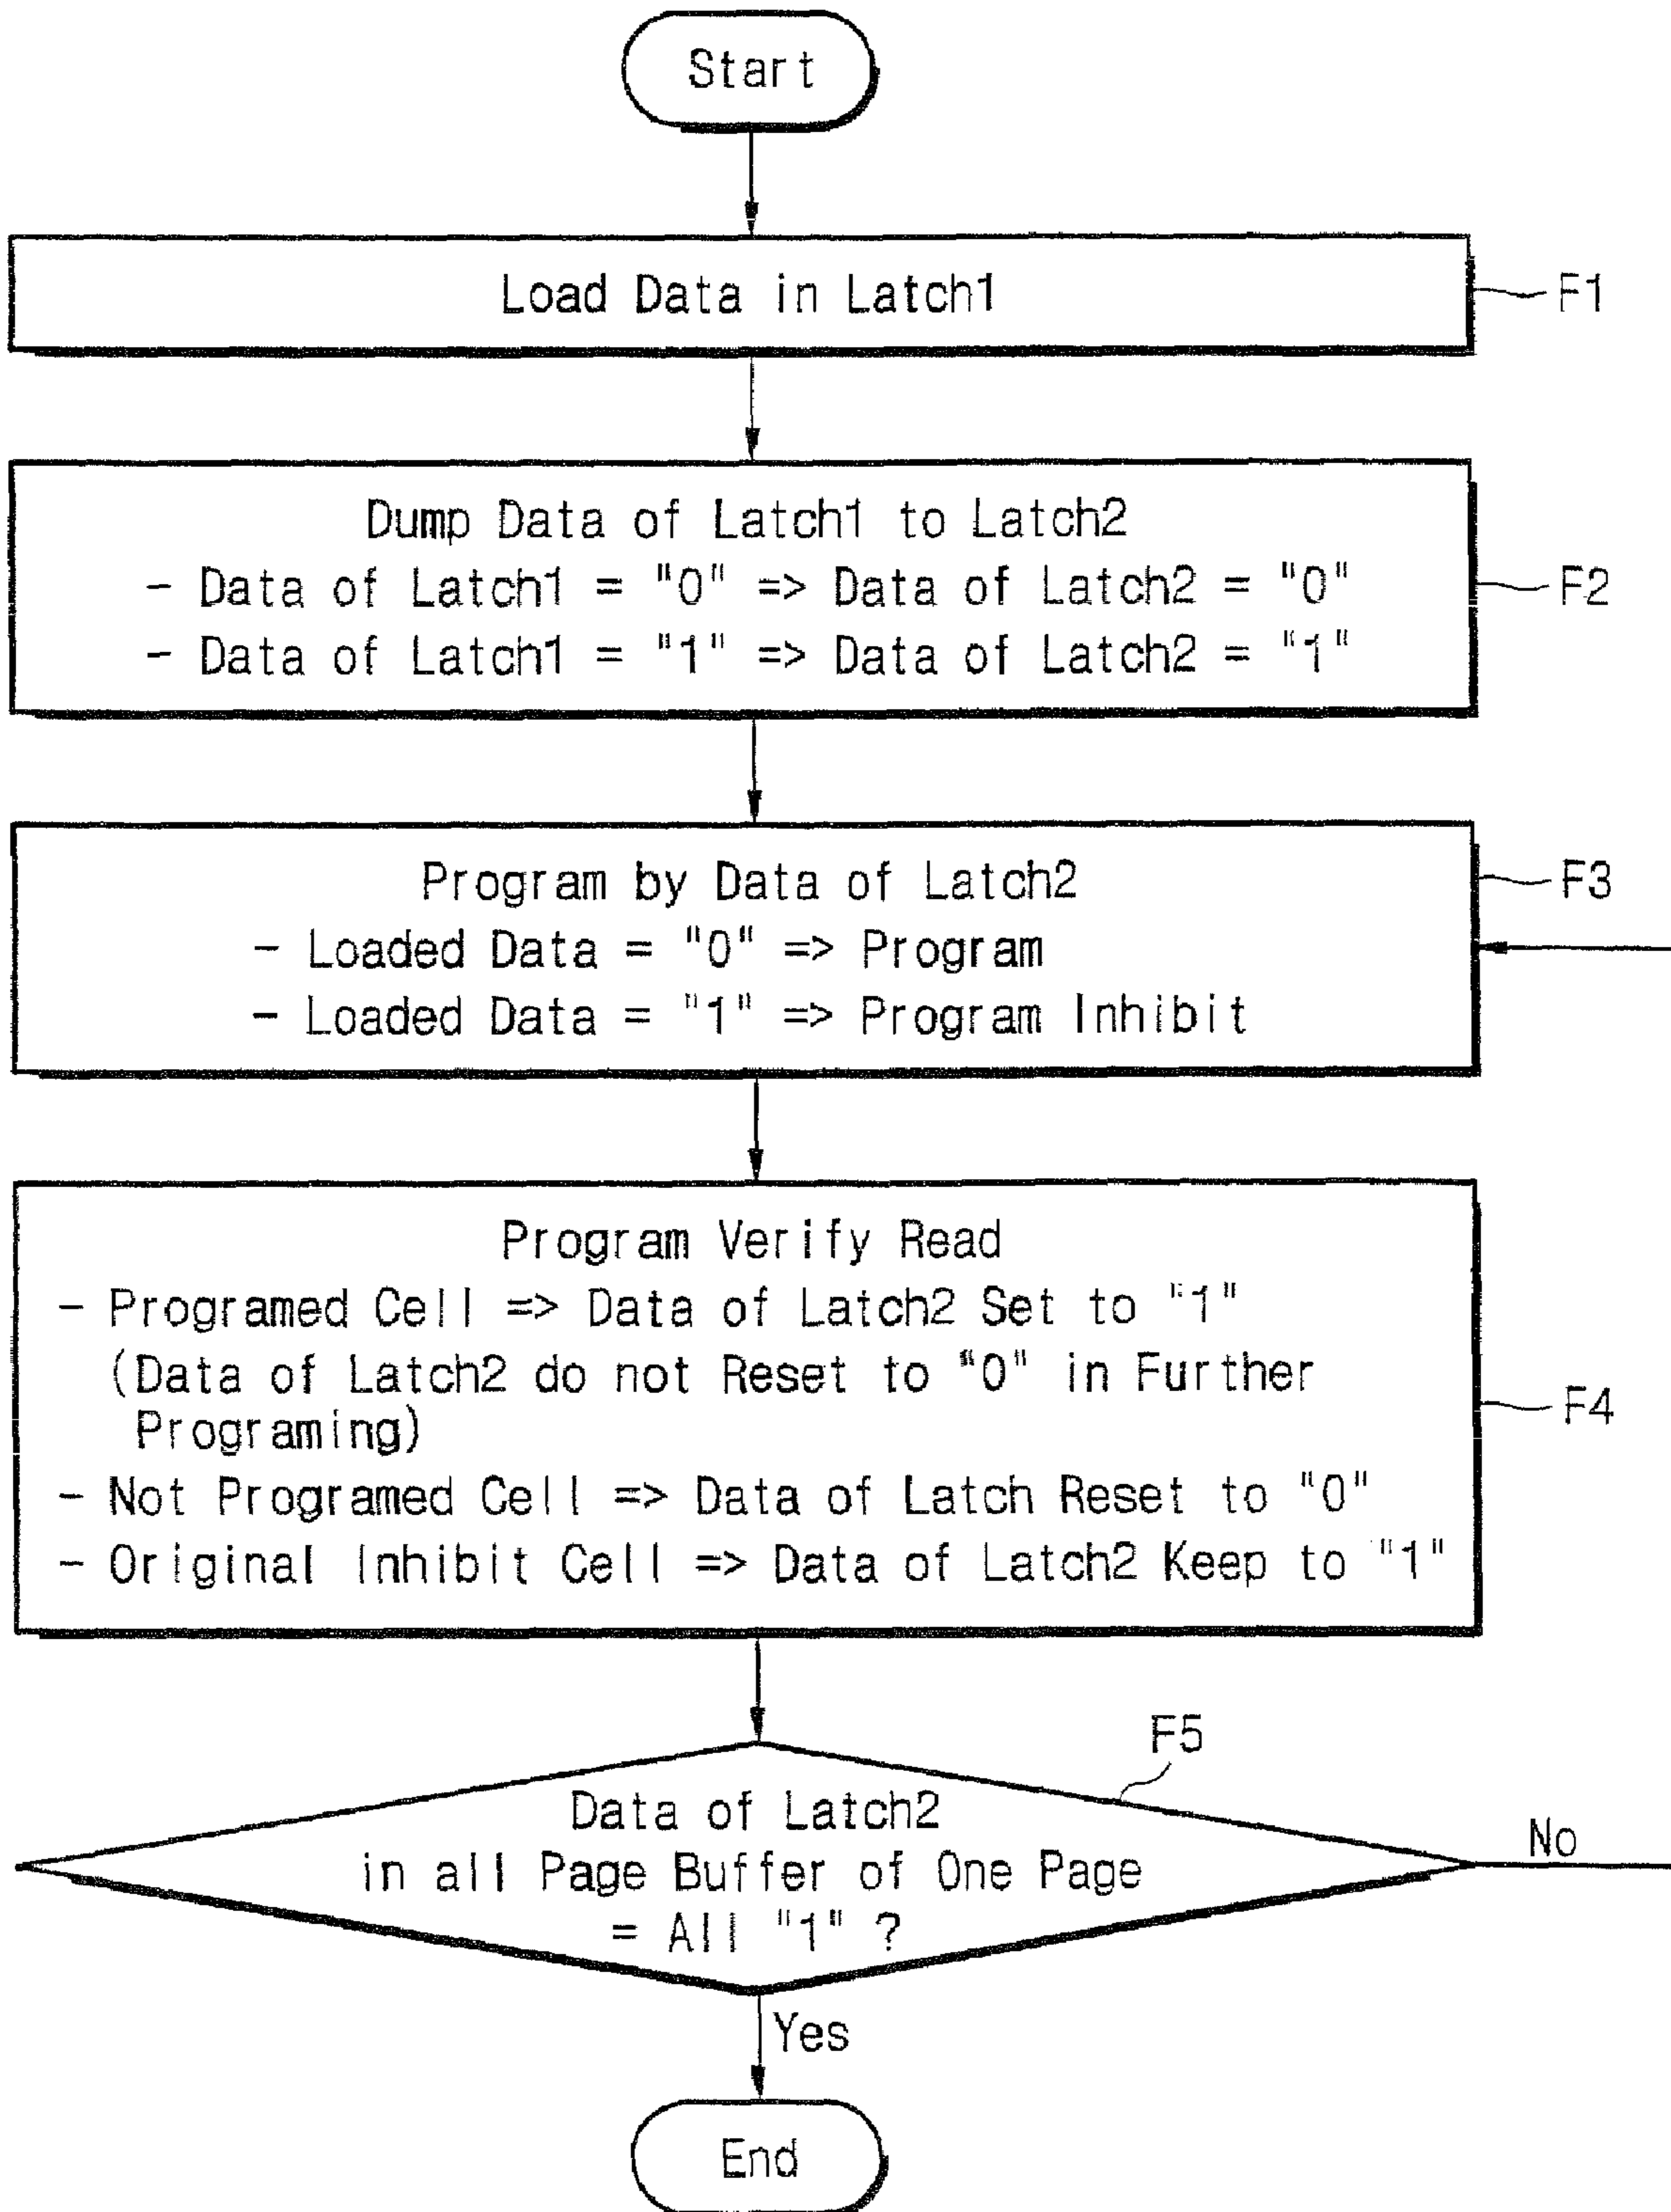 Start
Load Data in Latch1
F1
Dump Data of Latch1 to Latch2
- Data of Latch1 = "0" => Data of Latch2 = "0"
- Data of Latch1 = "1" => Data of Latch2 = "1"
F2
Program by Data of Latch2
- Loaded Data = "0" => Program
- Loaded Data = "1" => Program Inhibit
F3
Program Verify Read
- Programed Cell => Data of Latch2 Set to "1"
(Data of Latch2 do not Reset to "0" in Further
Programing)
- Not Programed Cell => Data of Latch Reset to "0"
- Original Inhibit Cell => Data of Latch2 Keep to "1"
F4
F5
Data of Latch2
in all Page Buffer of One Page
= All "1" ?
No
Yes
End